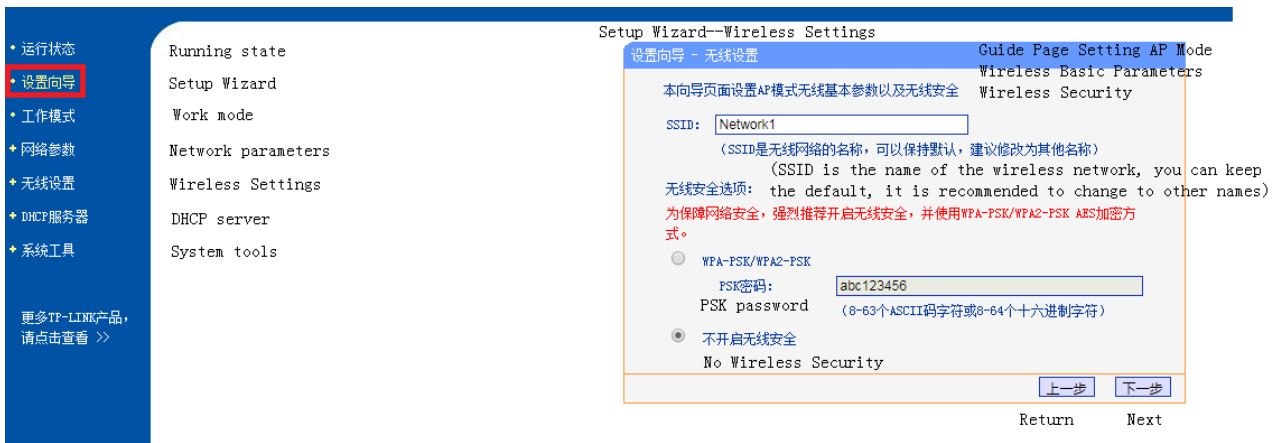 • 运行状态
Running state
• 设置向导
Setup Wizard
• 工作模式
Work mode
+ 网络参数
Network parameters
+ 无线设置
Wireless Settings
+ DHCP服务器
DHCP server
+ 系统工具
System tools
更多TP-LINK产品，
请点击查看 >>
Setup Wizard--Wireless Settings
设置向导 - 无线设置
Guide Page Setting AP Mode
Wireless Basic Parameters
Wireless Security
本向导页面设置AP模式无线基本参数以及无线安全
SSID: Network1
(SSID是无线网络的名称，可以保持默认，建议修改为其他名称)
(SSID is the name of the wireless network, you can keep
the default, it is recommended to change to other names)
无线安全选项:
为保障网络安全，强烈推荐开启无线安全，并使用WPA-PSK/WPA2-PSK AES加密方
式。
WPA-PSK/WPA2-PSK
PSK密码: abc123456
PSK password
(8-63个ASCII码字符或8-64个十六进制字符)
不开启无线安全
No Wireless Security
上一步 下一步
Return Next